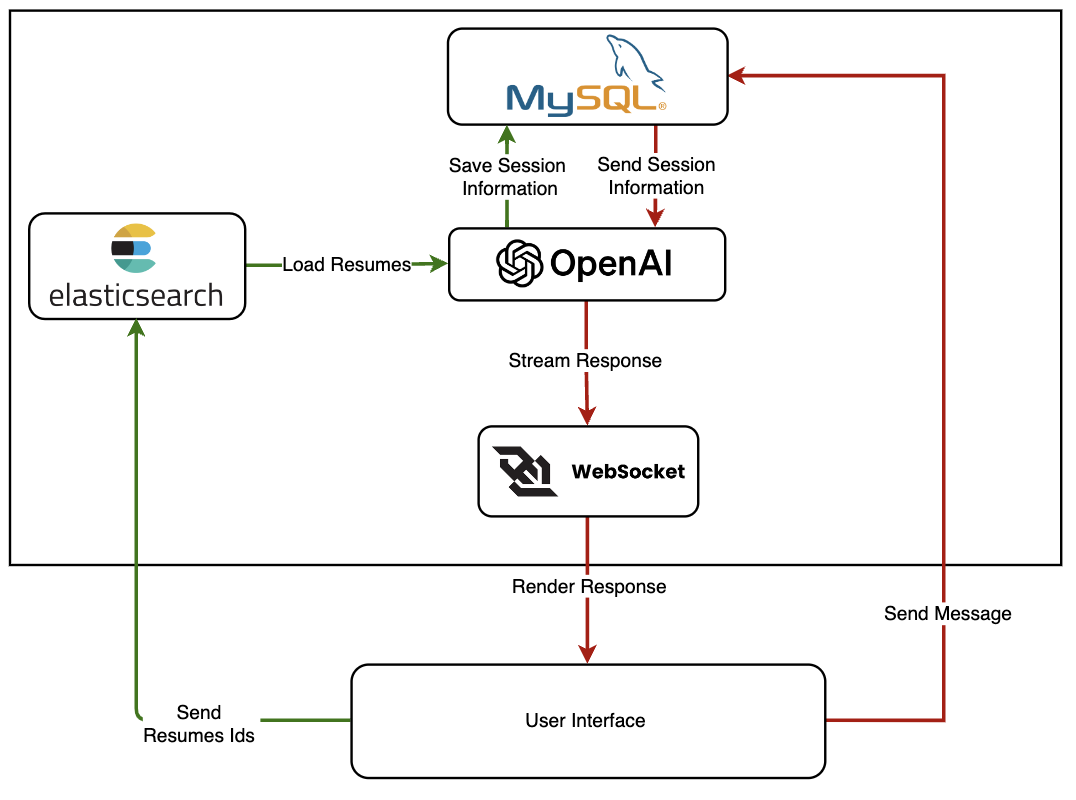 MySQL®
Save Session
Information
Send Session
Information
elasticsearch
Load Resumes
OpenAI
Stream Response
WebSocket
Render Response
Send Message
Send
Resumes Ids
User Interface